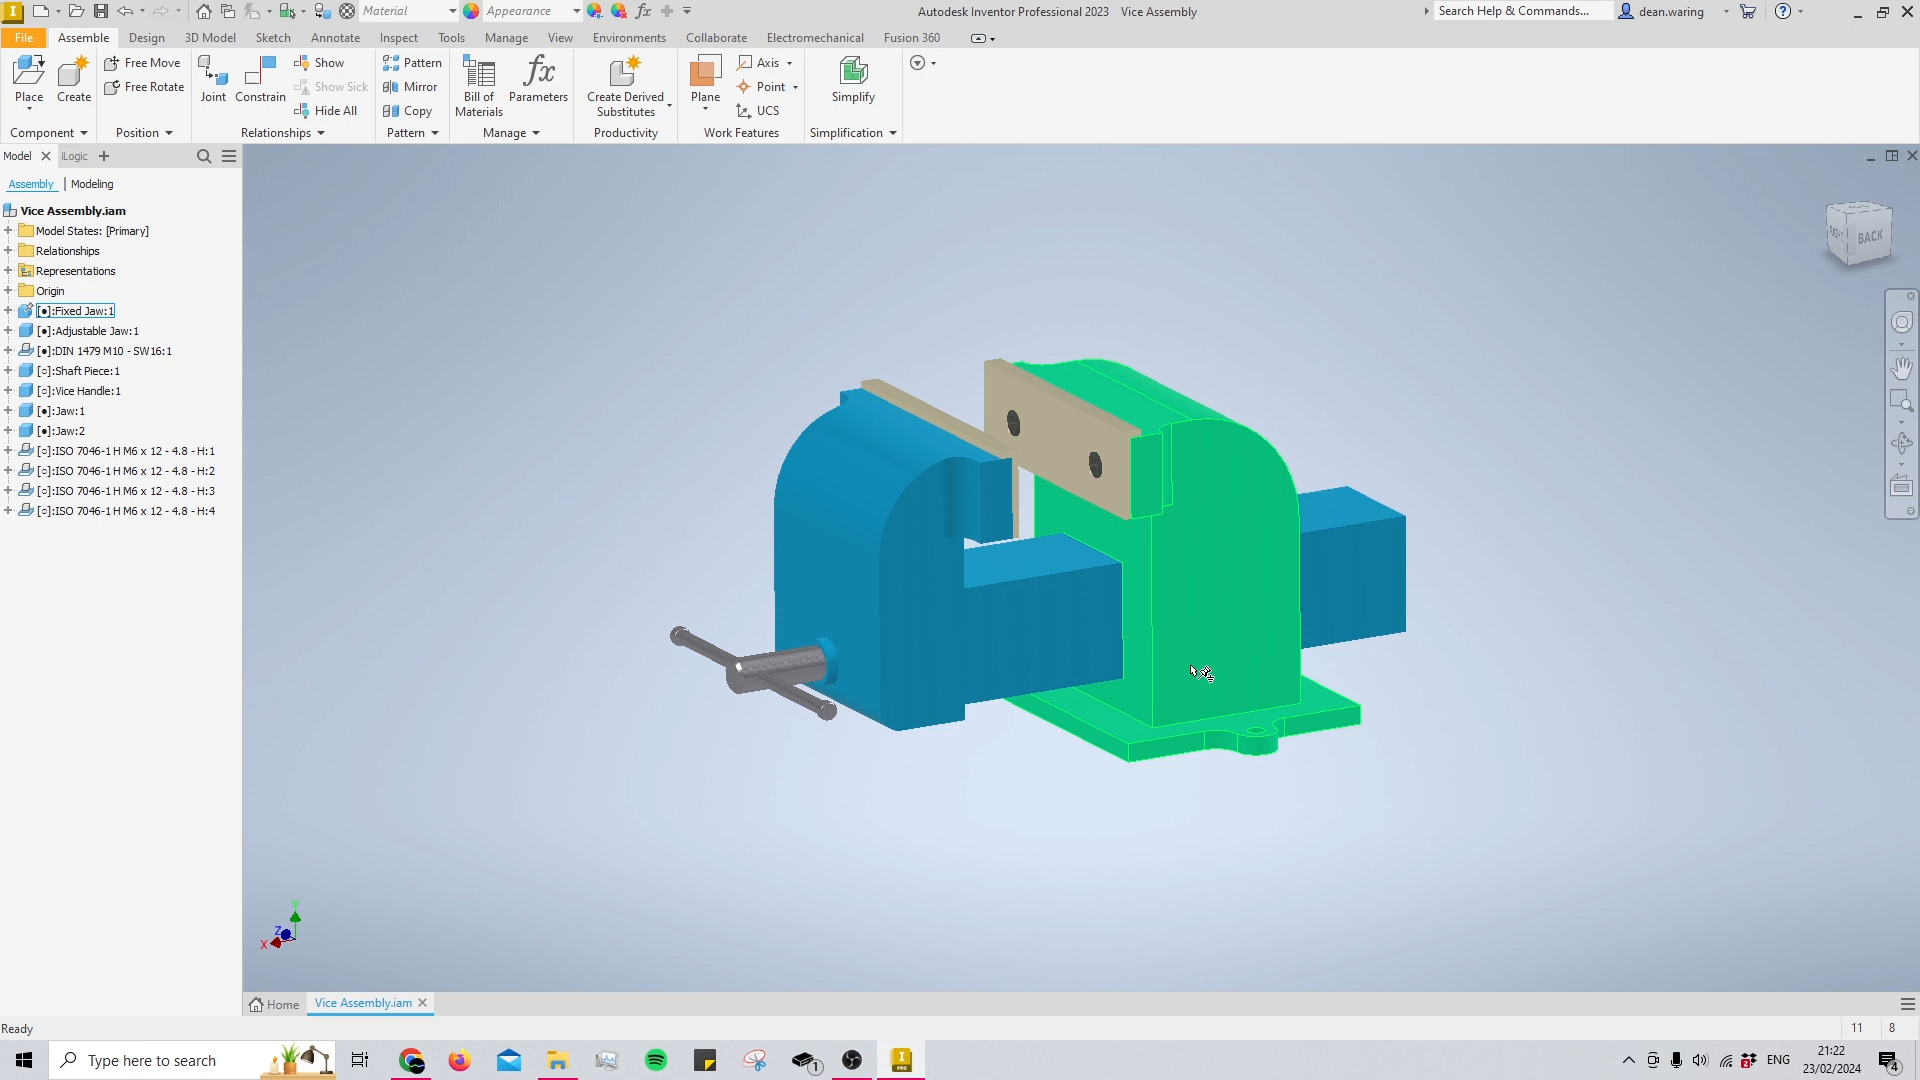 Material
Appearance
Autodesk Inventor Professional 2023 Vice Assembly
Search Help & Commands...
dean.waring
File Assemble Design 3D Model Sketch Annotate Inspect Tools Manage View Environments Collaborate Electromechanical Fusion 360
Place
Create
Free Move
Free Rotate
Joint
Constrain
Show
Show Sick
Hide All
Pattern
Mirror
Copy
Bill of
Materials
Parameters
Create Derived
Substitutes
Plane
Axis
Point
UCS
Simplify
Component Position Relationships Pattern Manage Productivity Work Features Simplification
Model iLogic
Assembly Modeling
Vice Assembly.iam
Model States: [Primary]
Relationships
Representations
Origin
[●]:Fixed Jaw:1
[●]:Adjustable Jaw:1
[●]:DIN 1479 M10 - SW16:1
[○]:Shaft Piece:1
[○]:Vice Handle:1
[●]:Jaw:1
[●]:Jaw:2
[○]:ISO 7046-1 H M6 x 12 - 4.8 - H:1
[○]:ISO 7046-1 H M6 x 12 - 4.8 - H:2
[○]:ISO 7046-1 H M6 x 12 - 4.8 - H:3
[○]:ISO 7046-1 H M6 x 12 - 4.8 - H:4
BACK
Y
Z
X
Home Vice Assembly.iam
Ready
11 8
Type here to search
ENG
21:22
23/02/2024